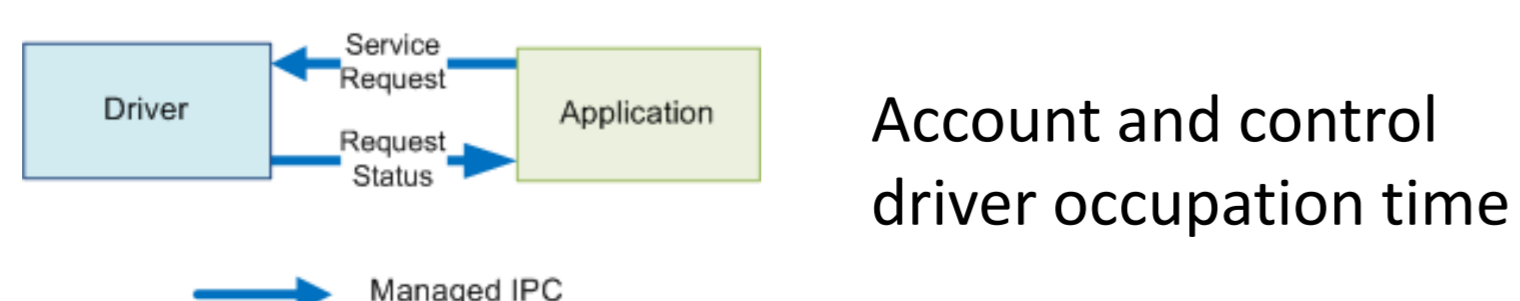 Service
Request
Driver
Application
Request
Status
Account and control
driver occupation time
Managed IPC